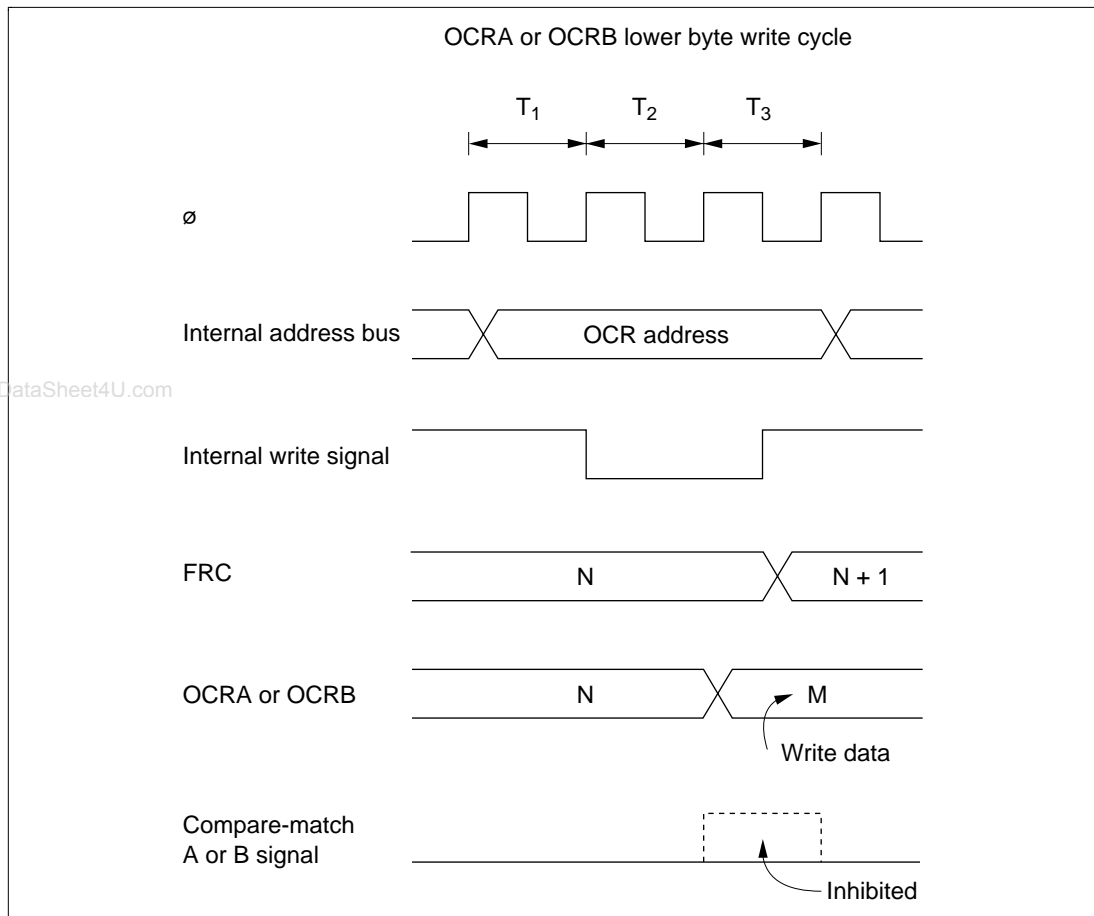 OCRA or OCRB lower byte write cycle
T1 T2 T3
ø
Internal address bus
OCR address
DataSheet4U.com
Internal write signal
FRC
N
N + 1
OCRA or OCRB
N
M
Write data
Compare-match
A or B signal
Inhibited